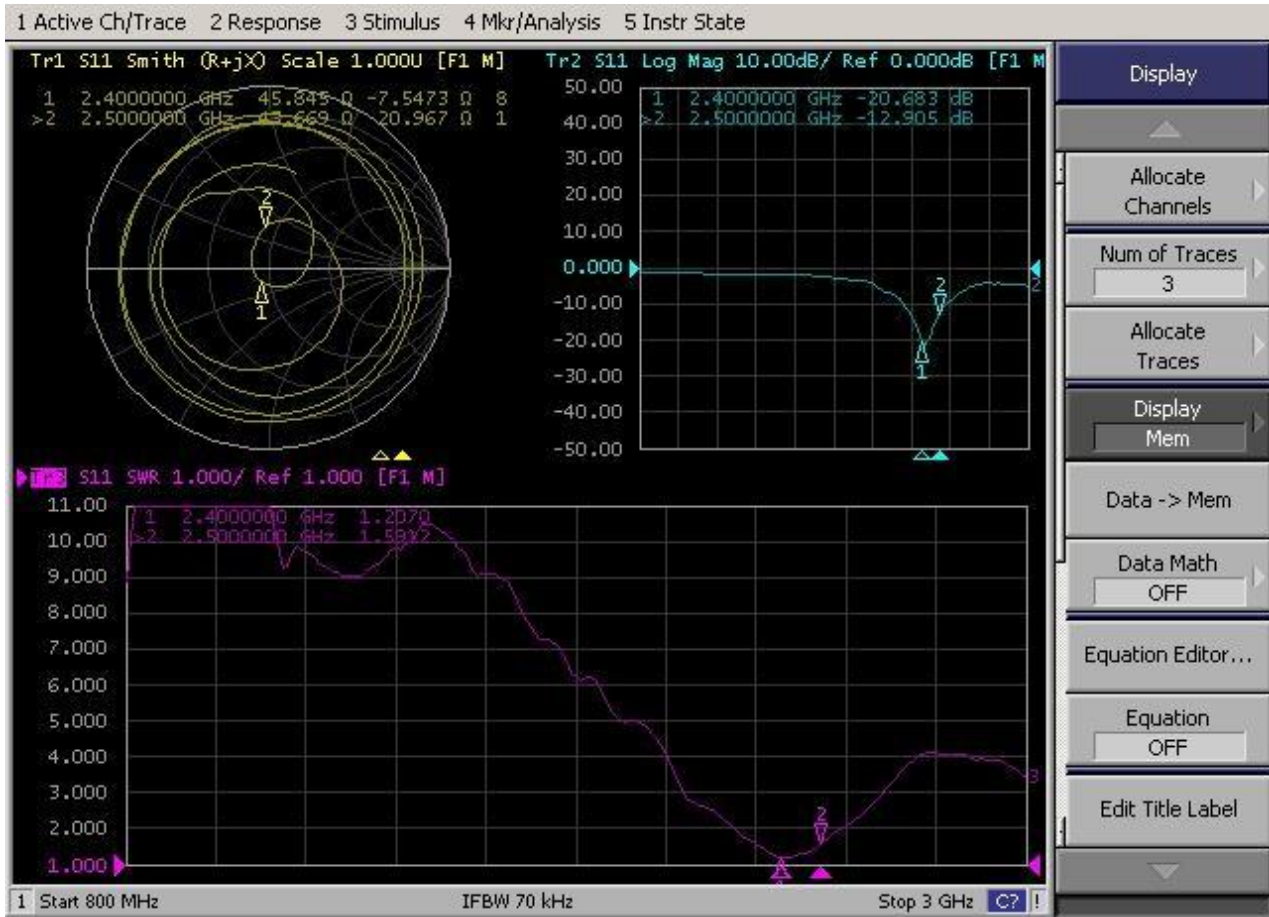 1 Active Ch/Trace 2 Response 3 Stimulus 4 Mkr/Analysis 5 Instr State
Tr1 S11 Smith (R+jX) Scale 1.000U [F1 M]
1 2.4000000 GHz 45.845 Ω -7.5473 Ω 8
>2 2.5000000 GHz 20.967 Ω 1
2
1
Tr2 S11 Log Mag 10.00dB/ Ref 0.000dB [F1 M
50.00
1 2.4000000 GHz -20.683 dB
>2 2.5000000 GHz -12.905 dB
40.00
30.00
20.00
10.00
0.000
-10.00
-20.00
-30.00
-40.00
-50.00
2
2
1
Tr3 S11 SWR 1.000/ Ref 1.000 [F1 M]
11.00
1 2.4000000 GHz 1.2070
>2 2.5000000 GHz
10.00
9.000
8.000
7.000
6.000
5.000
4.000
3.000
2.000
1.000
3
2
1 Start 800 MHz IFBW 70 kHz Stop 3 GHz C? !
Display
Allocate
Channels
Num of Traces
3
Allocate
Traces
Display
Mem
Data -> Mem
Data Math
OFF
Equation Editor...
Equation
OFF
Edit Title Label